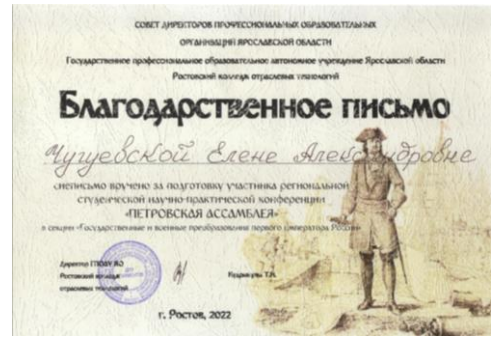 СОВЕТ ДИРЕКТОРОВ ПРОФЕССИОНАЛЬНЫХ ОБРАЗОВАТЕЛЬНЫХ
ОРГАНИЗАЦИЙ ЯРОСЛАВСКОЙ ОБЛАСТИ
Государственное профессиональное образовательное автономное учреждение Ярославской области
Ростовский колледж отраслевых технологий
Благодарственное письмо
Чугуевской Елене Александровне
письмо вручено за подготовку участника региональной
студенческой научно-практической конференции
«ПЕТРОВСКАЯ АССАМБЛЕЯ»
в секции «Государственные и военные преобразования первого императора России»
Директор ГПОАУ ЯО
Ростовский колледж
отраслевых технологий
Т.Н.
г. Ростов, 2022